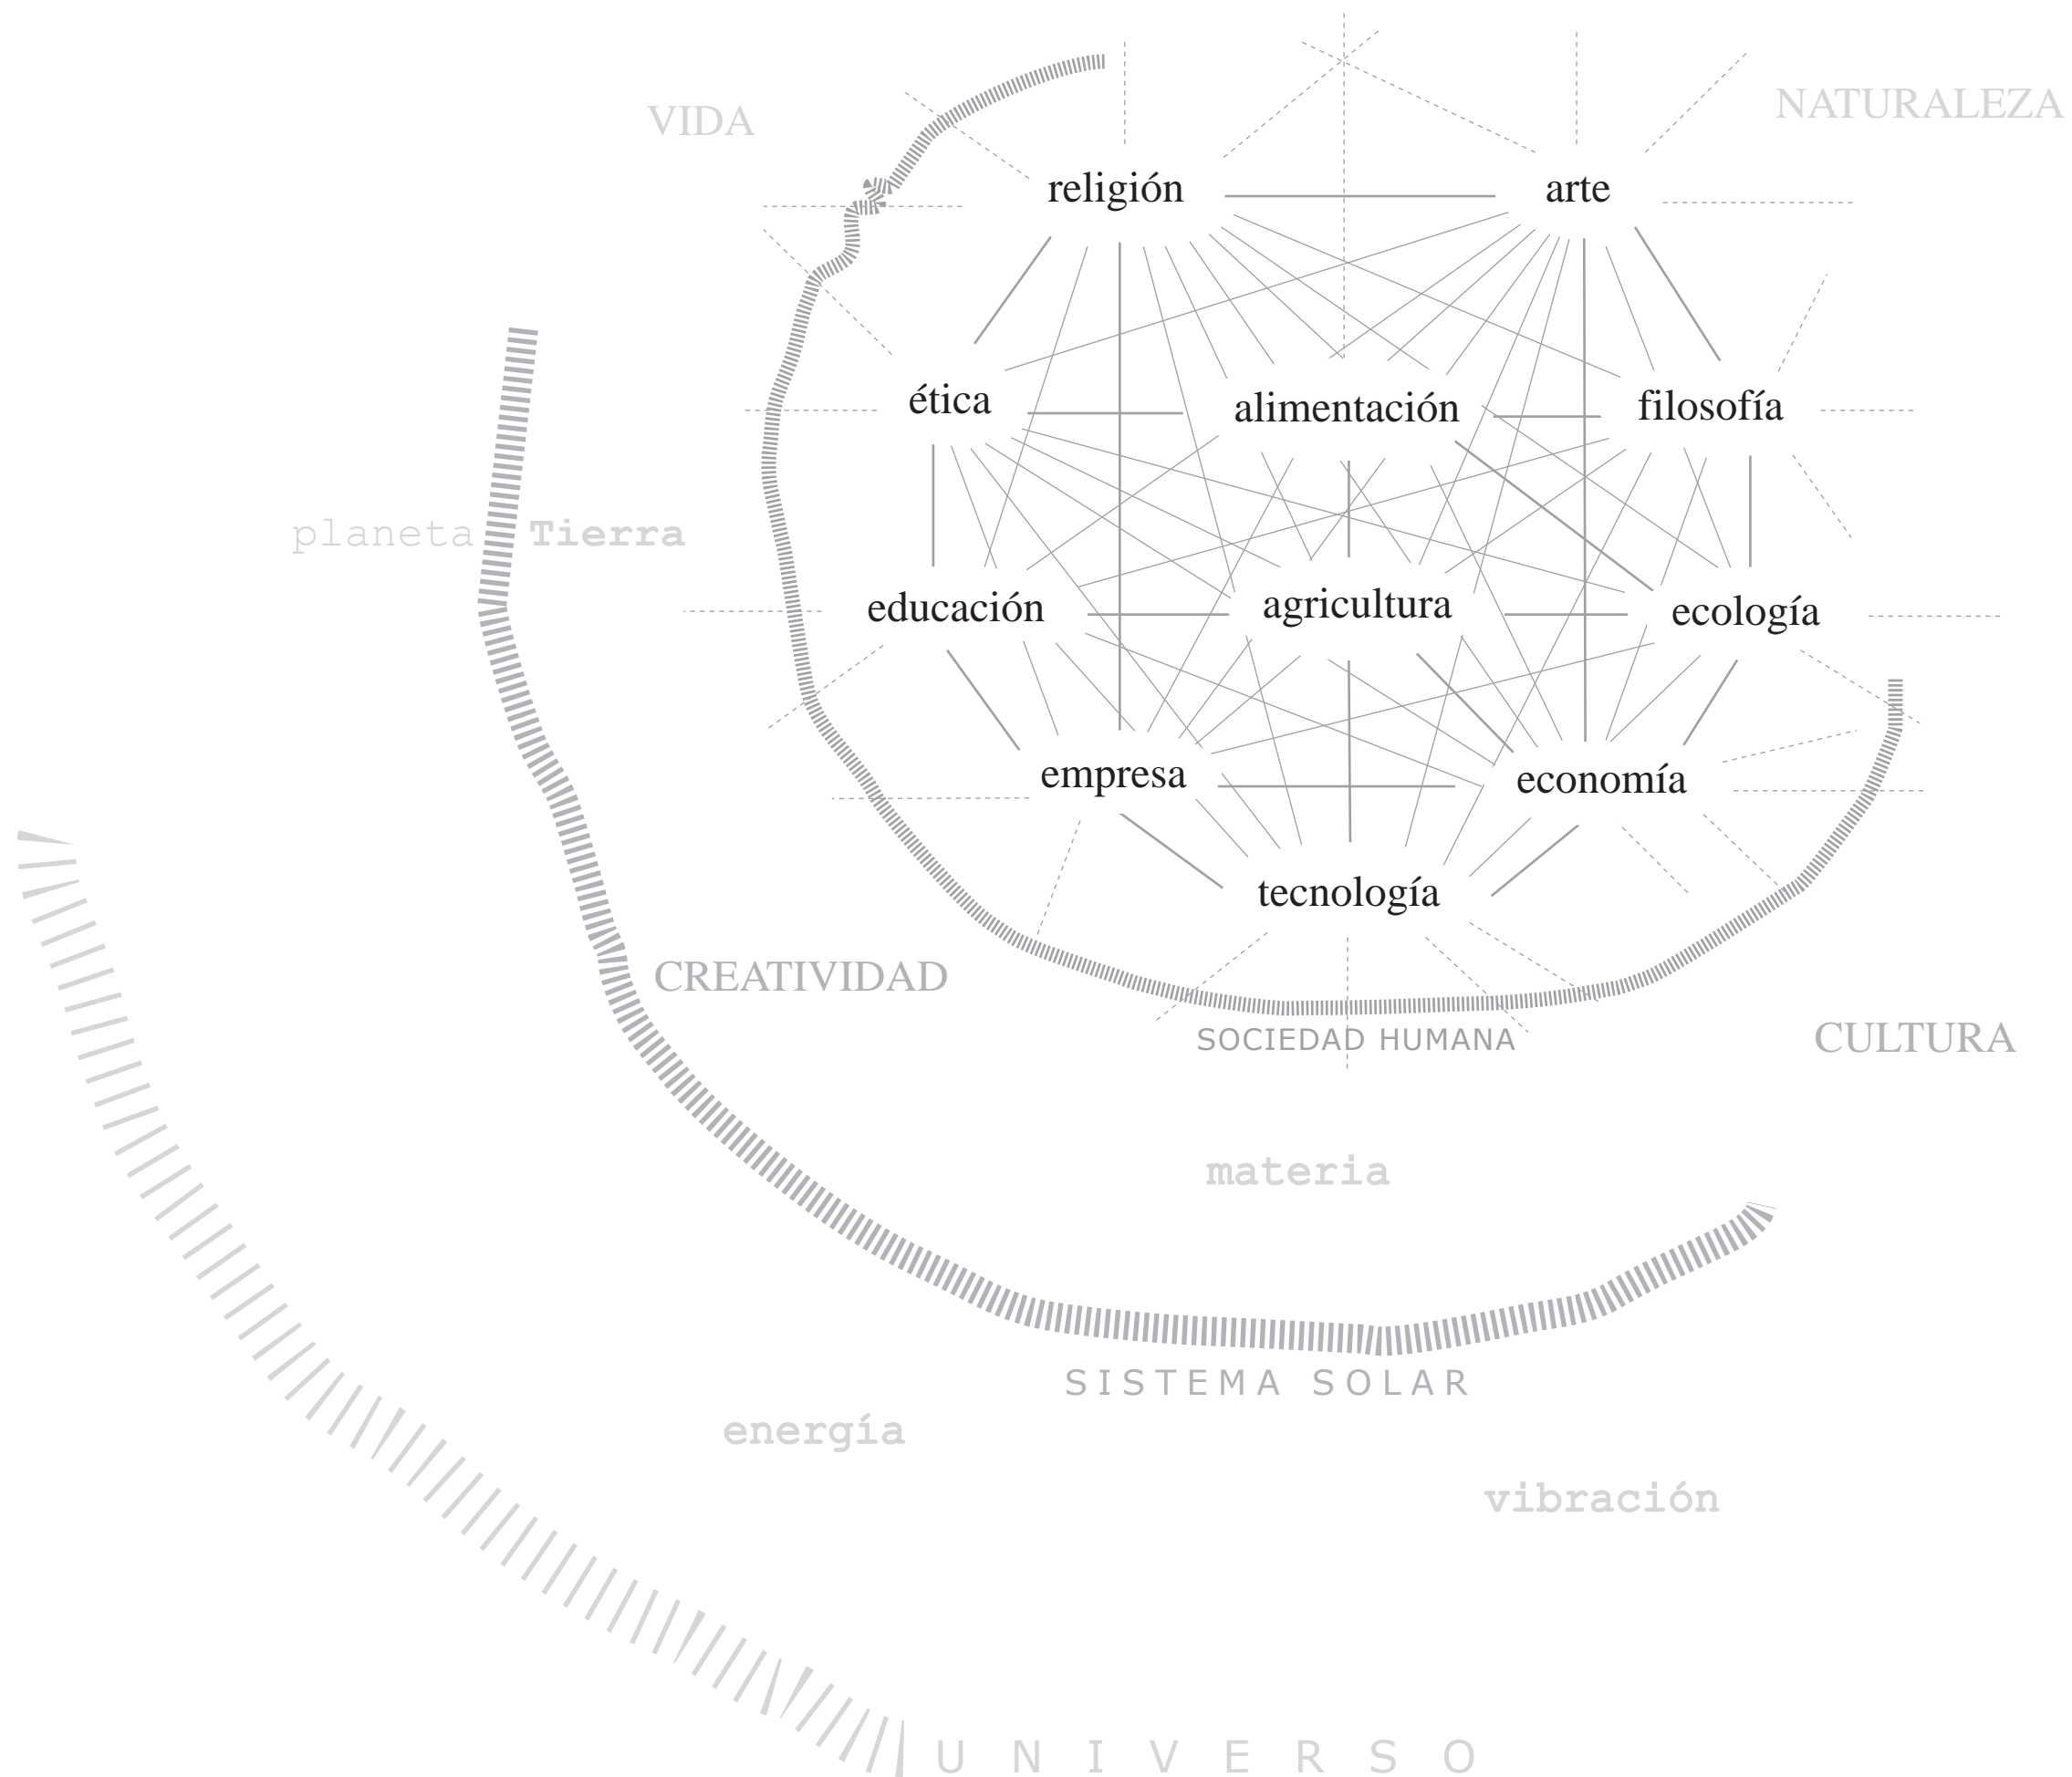 VIDA
NATURALEZA
religión
arte
ética
alimentación
filosofía
planeta Tierra
educación
agricultura
ecología
empresa
economía
tecnología
CREATIVIDAD
SOCIEDAD HUMANA
CULTURA
materia
SISTEMA SOLAR
energía
vibración
UNIVERSO